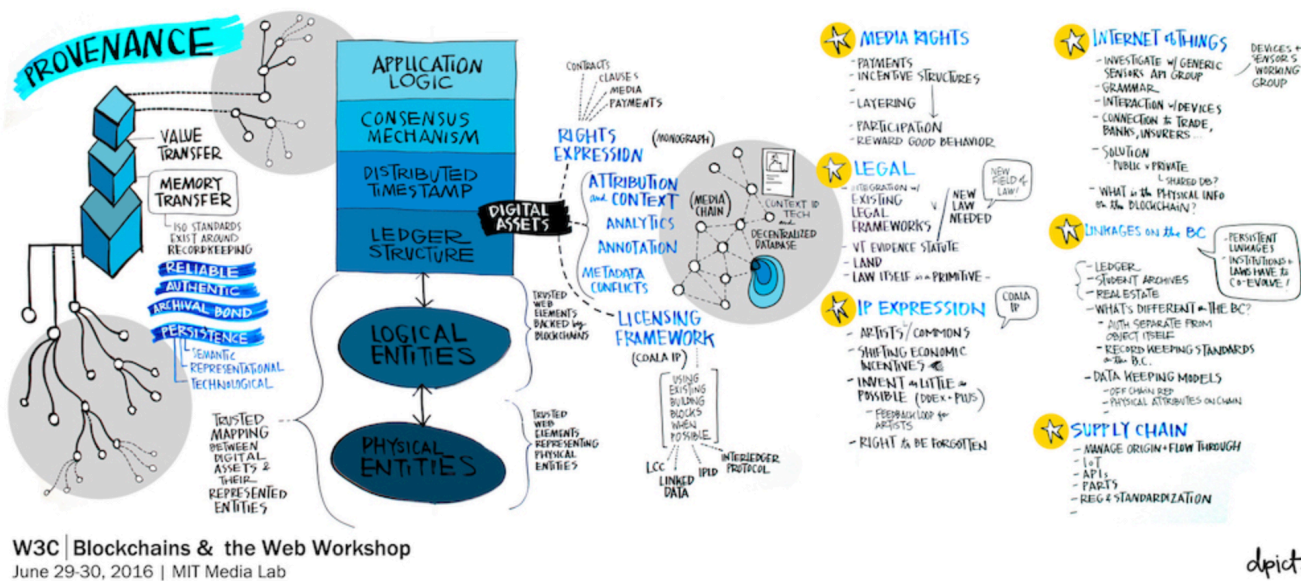 PROVENANCE
VALUE
TRANSFER
MEMORY
TRANSFER
ISO STANDARDS
EXIST AROUND
RECORDKEEPING
RELIABLE
AUTHENTIC
ARCHIVAL BOND
PERSISTENCE
SEMANTIC
REPRESENTATIONAL
TECHNOLOGICAL
TRUSTED
MAPPING
BETWEEN
DIGITAL
ASSETS &
THEIR
REPRESENTED
ENTITIES
APPLICATION
LOGIC
CONSENSUS
MECHANISM
DISTRIBUTED
TIMESTAMP
LEDGER
STRUCTURE
LOGICAL
ENTITIES
PHYSICAL
ENTITIES
TRUSTED
WEB
ELEMENTS
BACKED by
BLOCKCHAINS
TRUSTED
WEB
ELEMENTS
REPRESENTING
PHYSICAL
ENTITIES
DIGITAL
ASSETS
CONTRACTS
CLAUSES
MEDIA
PAYMENTS
RIGHTS
EXPRESSION
(MONOGRAPH)
ATTRIBUTION
and CONTEXT
ANALYTICS
ANNOTATION
METADATA
CONFLICTS
(MEDIA
CHAIN)
CONTEXT ID
TECH
and
DECENTRALIZED
DATABASE
LICENSING
FRAMEWORK
(COALA IP)
USING
EXISTING
BUILDING
BLOCKS
WHEN
POSSIBLE
LCC
LINKED
DATA
IPLD
INTERLEDGER
PROTOCOL
MEDIA RIGHTS
- PAYMENTS
- INCENTIVE STRUCTURES
- LAYERING
- PARTICIPATION
- REWARD GOOD BEHAVIOR
LEGAL
- INTEGRATION w/
EXISTING
LEGAL
FRAMEWORKS
NEW
LAW
NEEDED
NEW
FIELD of
LAW!
- VT EVIDENCE STATUTE
- LAND
- LAW ITSELF is a PRIMITIVE -
IP EXPRESSION
COALA
IP
- ARTISTS/COMMONS
- SHIFTING ECONOMIC
INCENTIVES
- INVENT as LITTLE as
POSSIBLE (DDEX + PLUS)
- FEEDBACK LOOP for
ARTISTS
- RIGHT to BE FORGOTTEN
INTERNET of THINGS
- INVESTIGATE w/ GENERIC
SENSORS API GROUP
DEVICES +
SENSORS
WORKING
GROUP
- GRAMMAR
- INTERACTION w/ DEVICES
- CONNECTION to TRADE,
BANKS, INSURERS...
- SOLUTION
- PUBLIC v PRIVATE
SHARED DB?
- WHAT is the PHYSICAL INFO
on the BLOCKCHAIN?
LINKAGES on the BC
- PERSISTENT
LINKAGES
- INSTITUTIONS +
LAWS HAVE to
CO-EVOLVE!
- LEDGER
- STUDENT ARCHIVES
- REAL ESTATE
- WHAT'S DIFFERENT on THE BC?
- AUTH SEPARATE FROM
OBJECT ITSELF
- RECORD KEEPING STANDARDS
on the B.C.
- DATA KEEPING MODELS
- OFF CHAIN REP
- PHYSICAL ATTRIBUTES ON CHAIN
SUPPLY CHAIN
- MANAGE ORIGIN + FLOW THROUGH
- IoT
- APIs
- PARTS
- REG & STANDARDIZATION
W3C | Blockchains & the Web Workshop
June 29-30, 2016 | MIT Media Lab
dpict